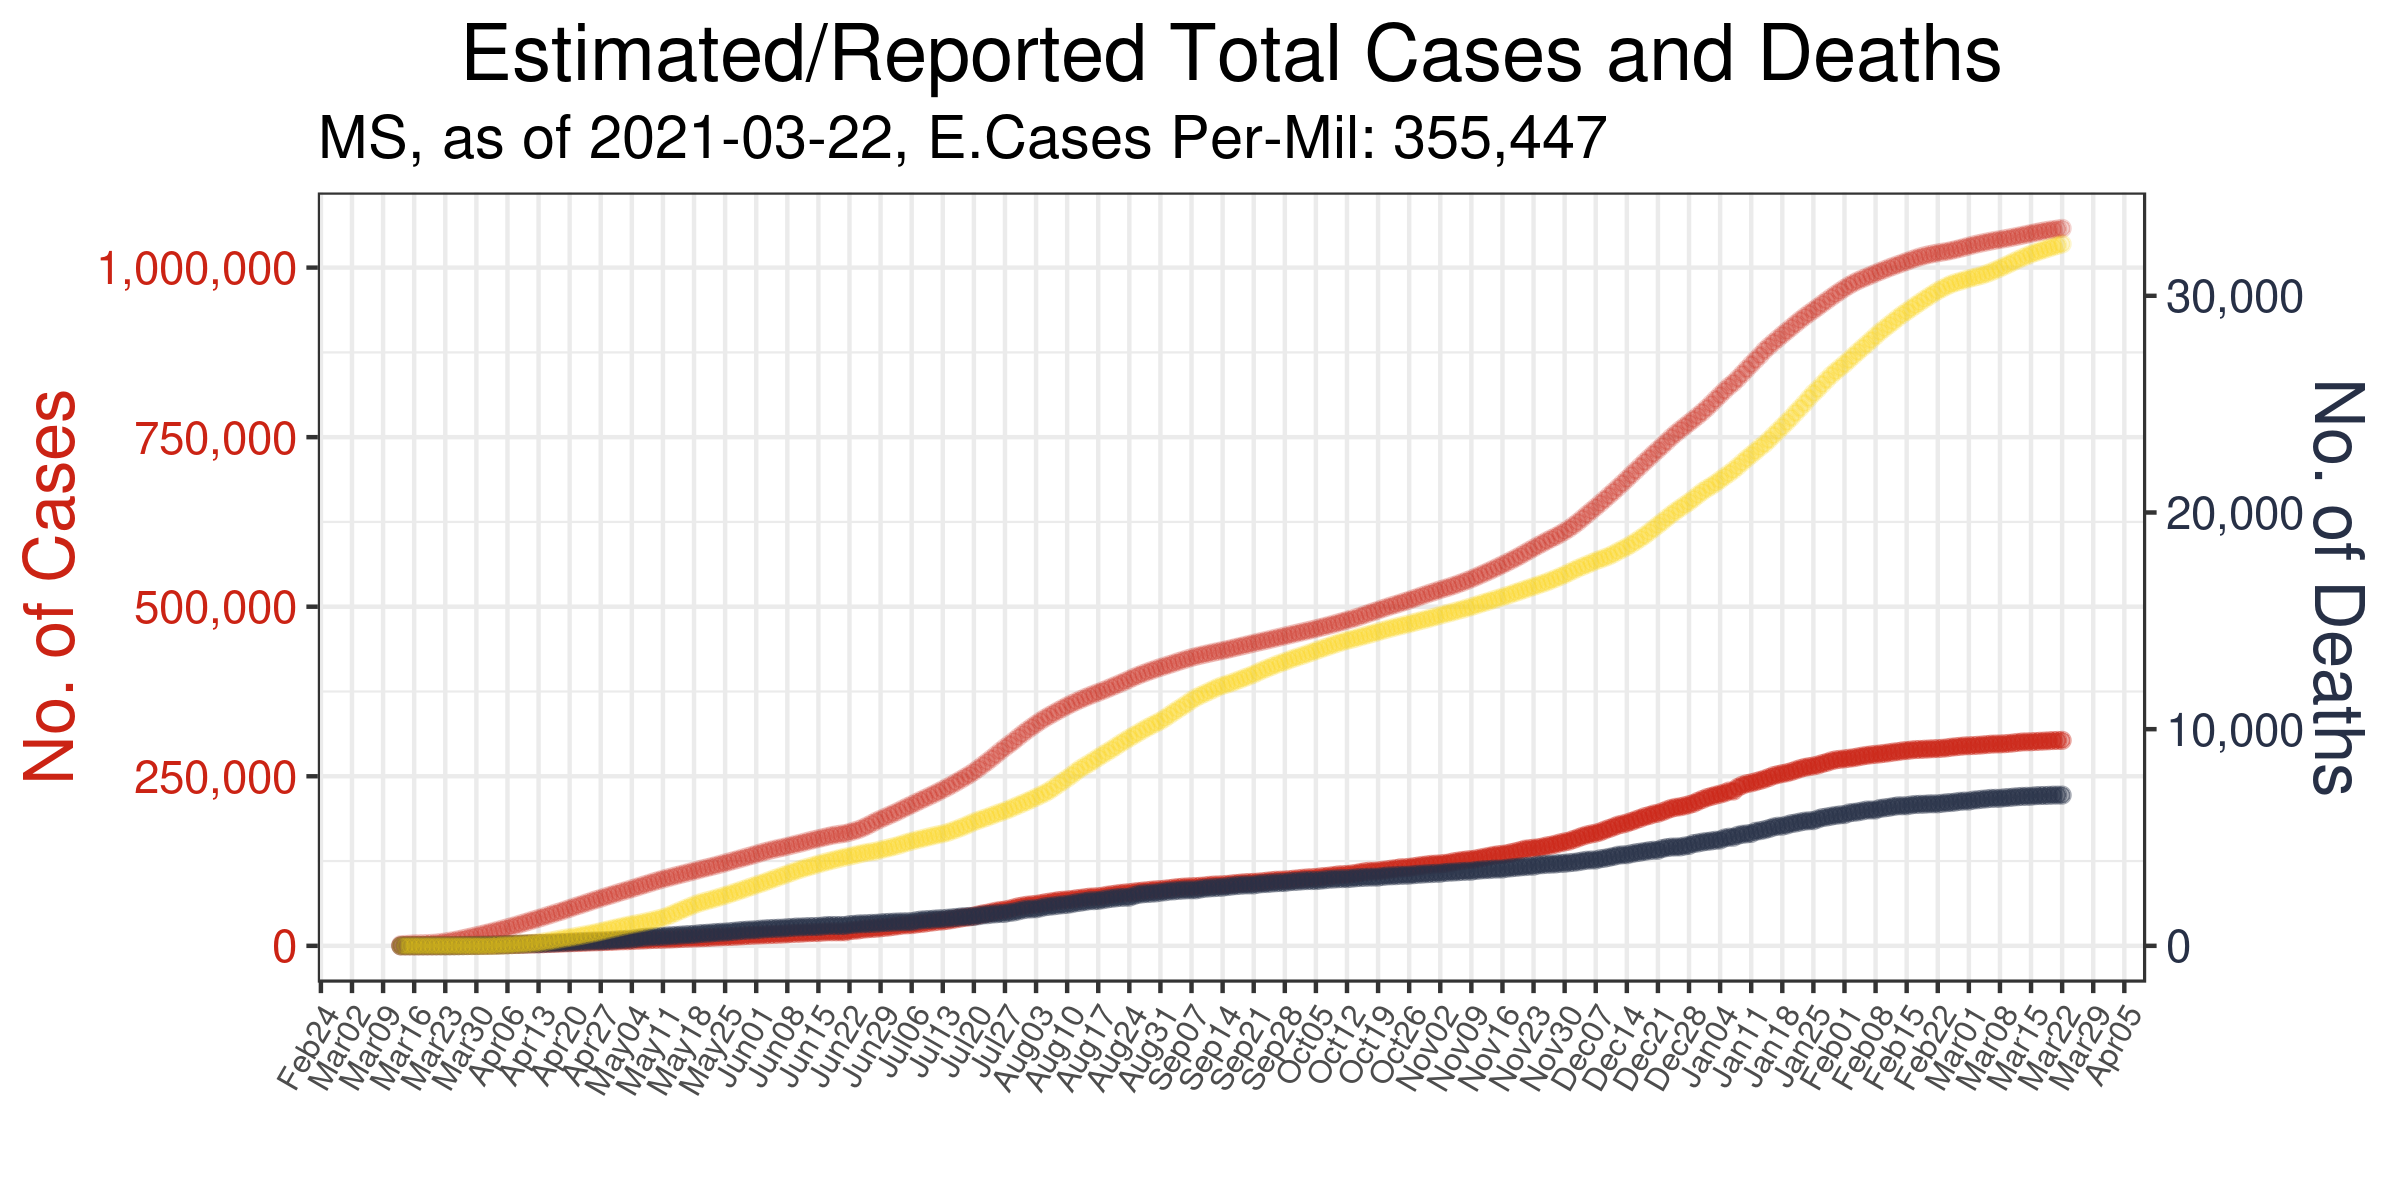 Estimated/Reported Total Cases and Deaths
MS, as of 2021-03-22, E.Cases Per-Mil: 355,447
No. of Cases
1,000,000
750,000
500,000
250,000
0
30,000
20,000
10,000
0
No. of Deaths
Feb24
Mar02
Mar09
Mar16
Mar23
Mar30
Apr06
Apr13
Apr20
Apr27
May04
May11
May18
May25
Jun01
Jun08
Jun15
Jun22
Jun29
Jul06
Jul13
Jul20
Jul27
Aug03
Aug10
Aug17
Aug24
Aug31
Sep07
Sep14
Sep21
Sep28
Oct05
Oct12
Oct19
Oct26
Nov02
Nov09
Nov16
Nov23
Nov30
Dec07
Dec14
Dec21
Dec28
Jan04
Jan11
Jan18
Jan25
Feb01
Feb08
Feb15
Feb22
Mar01
Mar08
Mar15
Mar22
Mar29
Apr05